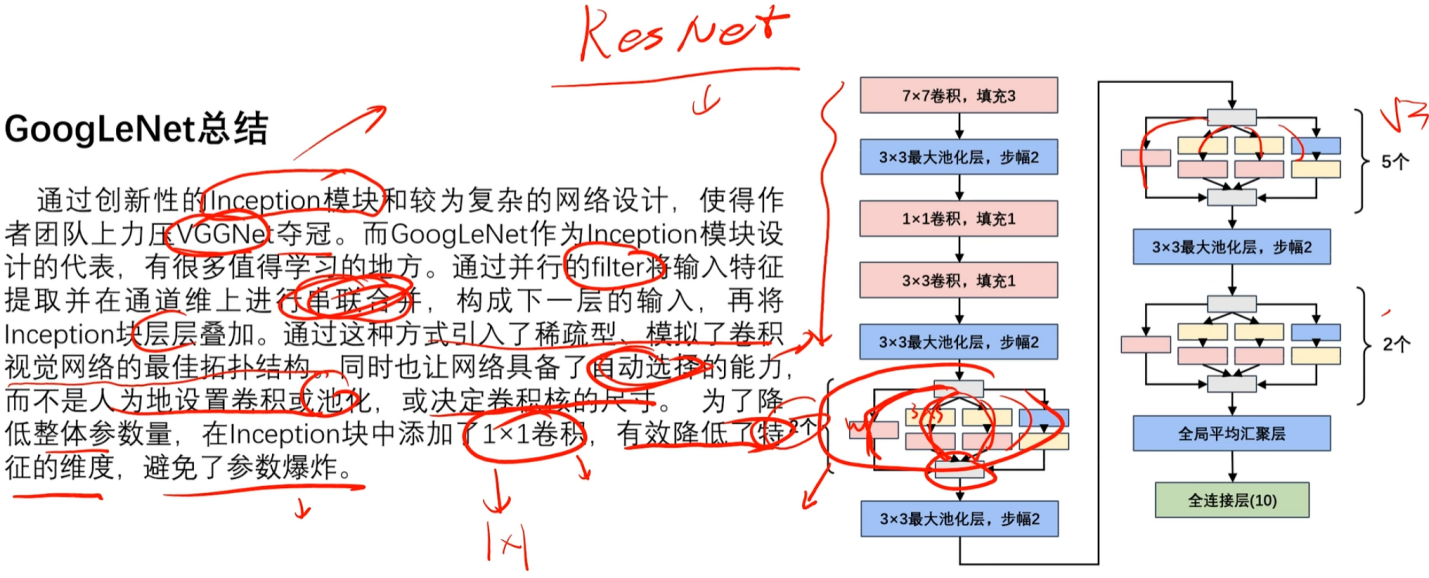 ResNet
GoogLeNet总结
通过创新性的Inception模块和较为复杂的网络设计，使得作
者团队上力压VGGNet夺冠。而GoogLeNet作为Inception模块设
计的代表，有很多值得学习的地方。通过并行的filter将输入特征
提取并在通道维上进行串联合并，构成下一层的输入，再将
Inception块层层叠加。通过这种方式引入了稀疏型、模拟了卷积
视觉网络的最佳拓扑结构。同时也让网络具备了自动选择的能力，
而不是人为地设置卷积或池化，或决定卷积核的尺寸。 为了降
低整体参数量，在Inception块中添加了1×1卷积，有效降低了特
征的维度，避免了参数爆炸。
1×1
7×7卷积，填充3
3×3最大池化层，步幅2
1×1卷积，填充1
3×3卷积，填充1
3×3最大池化层，步幅2
2个
3×3最大池化层，步幅2
5个
3×3最大池化层，步幅2
2个
全局平均汇聚层
全连接层(10)